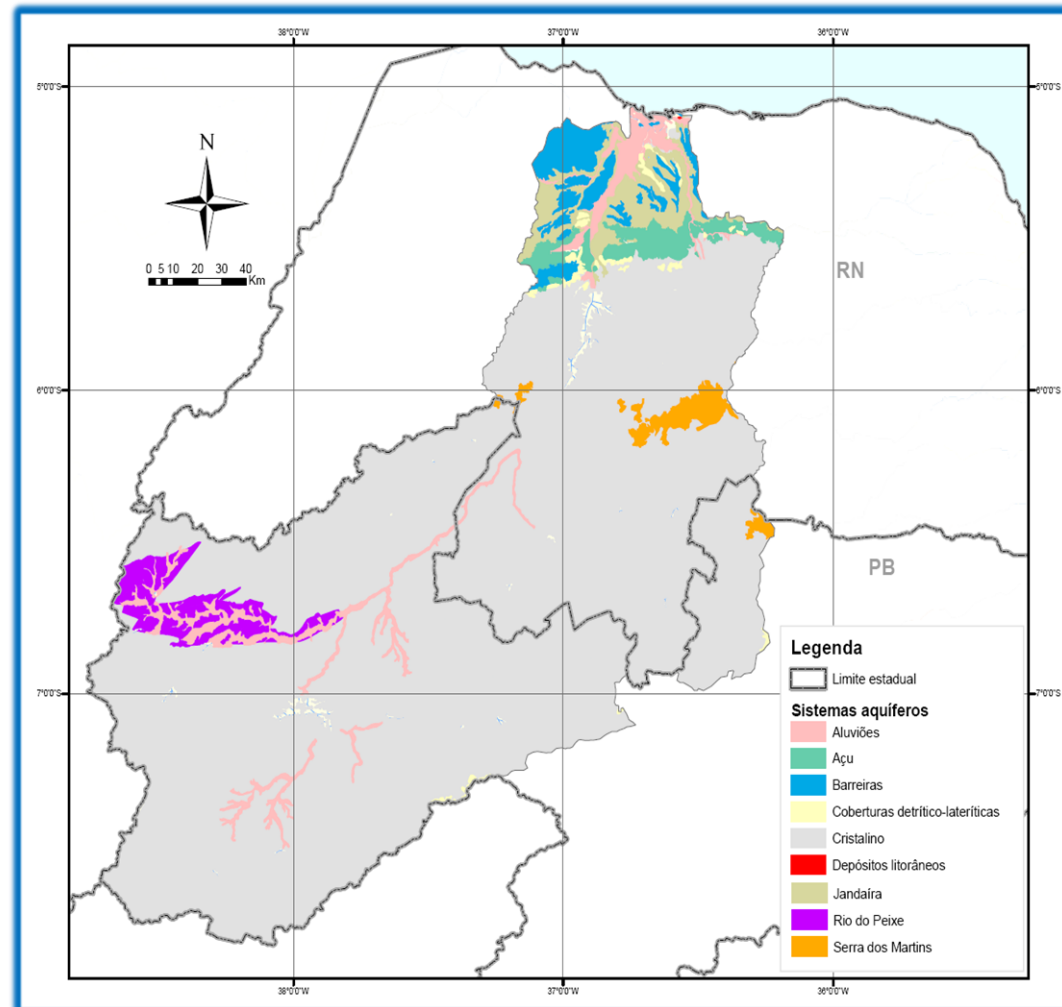 38°0'0"W 37°0'0"W 36°0'0"W
5°0'0"S 5°0'0"S
N
0 5 10 20 30 40
Km
RN
6°0'0"S 6°0'0"S
PB
Legenda
Limite estadual
7°0'0"S 7°0'0"S
Sistemas aquíferos
Aluviões
Açu
Barreiras
Coberturas detrítico-lateríticas
Cristalino
Depósitos litorâneos
Jandaíra
Rio do Peixe
Serra dos Martins
38°0'0"W 37°0'0"W 36°0'0"W